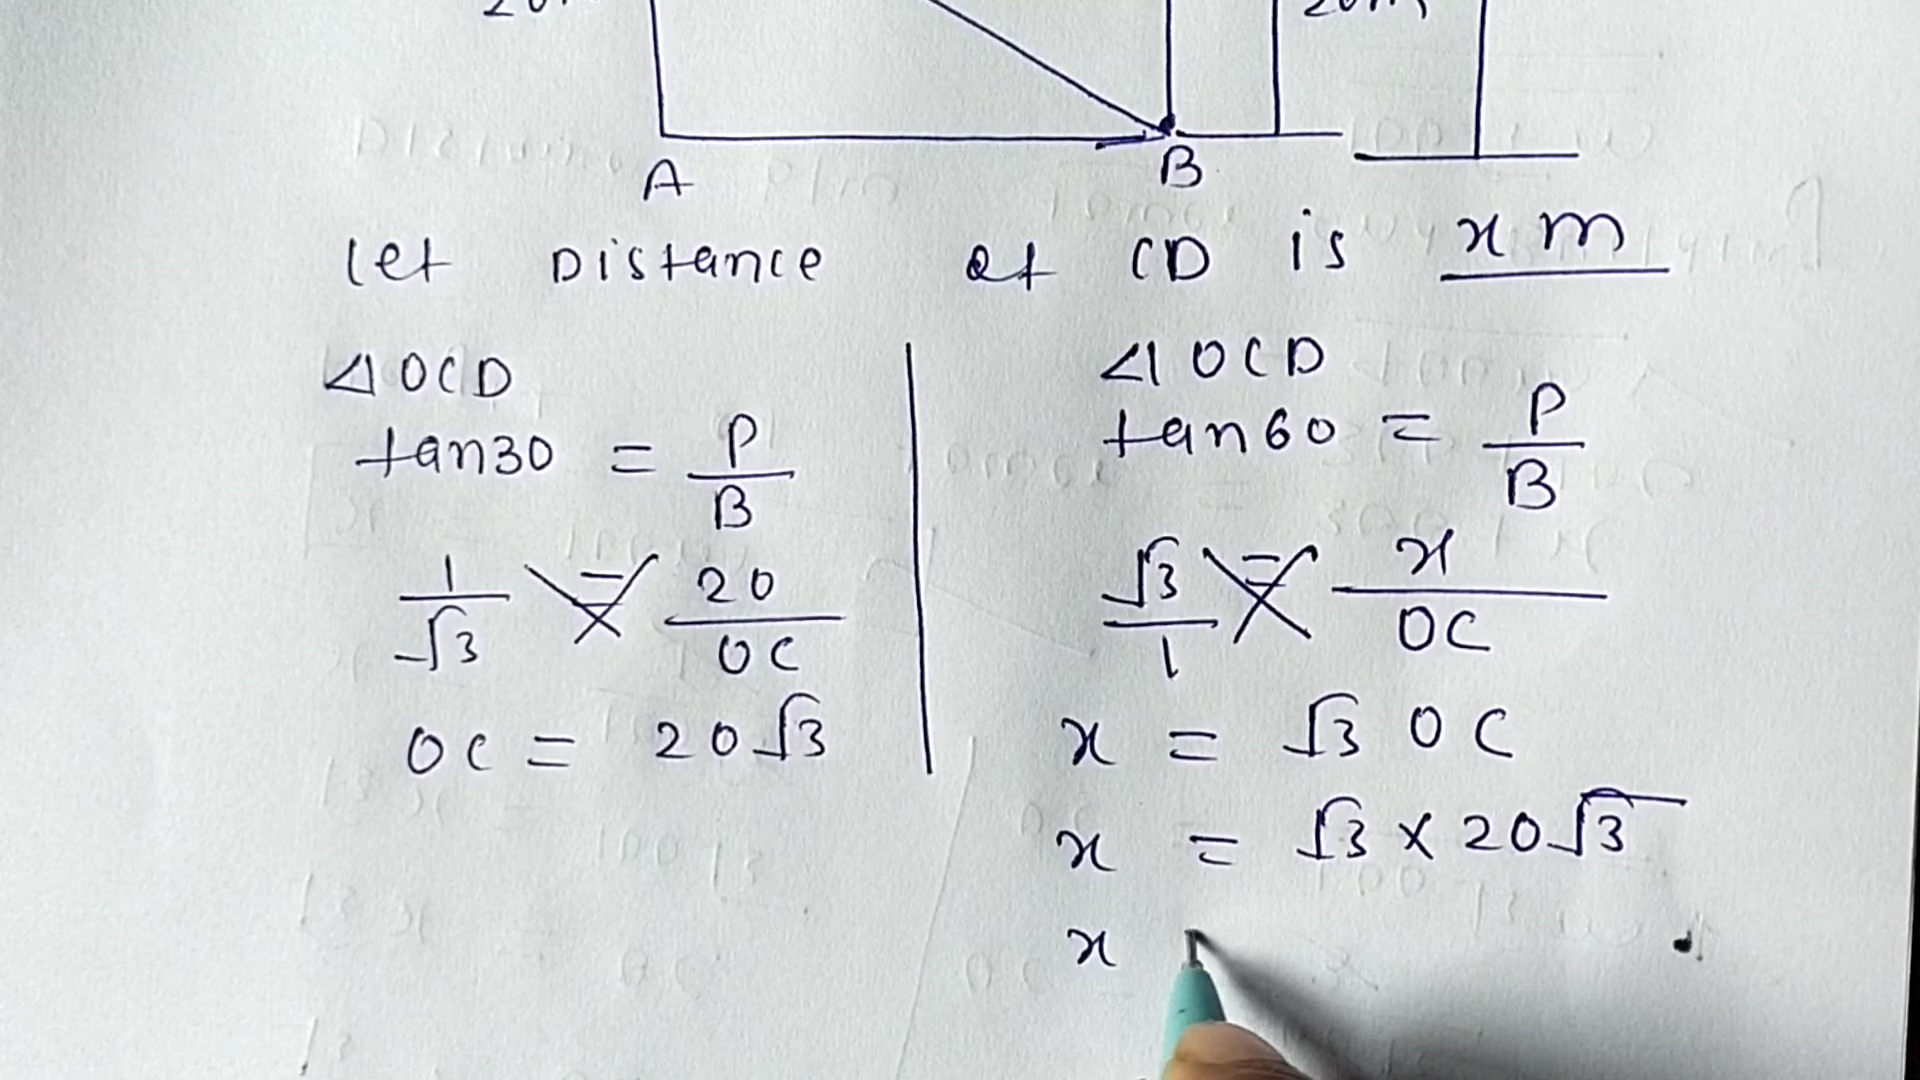 A B
let Distance of CD is x m
△OCD
tan30 = P/B
1/√3 = 20/OC
OC = 20√3
△OCD
tan60 = P/B
√3/1 = x/OC
x = √3 OC
x = √3 × 20√3
x